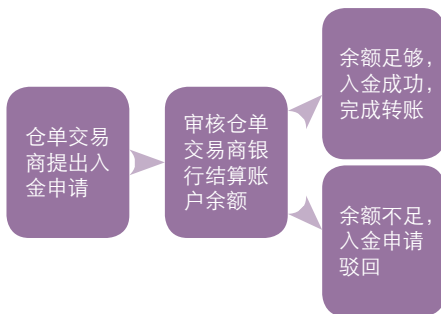 仓单交易
商提出入
金申请
审核仓单
交易商银
行结算账
户余额
余额足够，
入金成功，
完成转账
余额不足，
入金申请
驳回